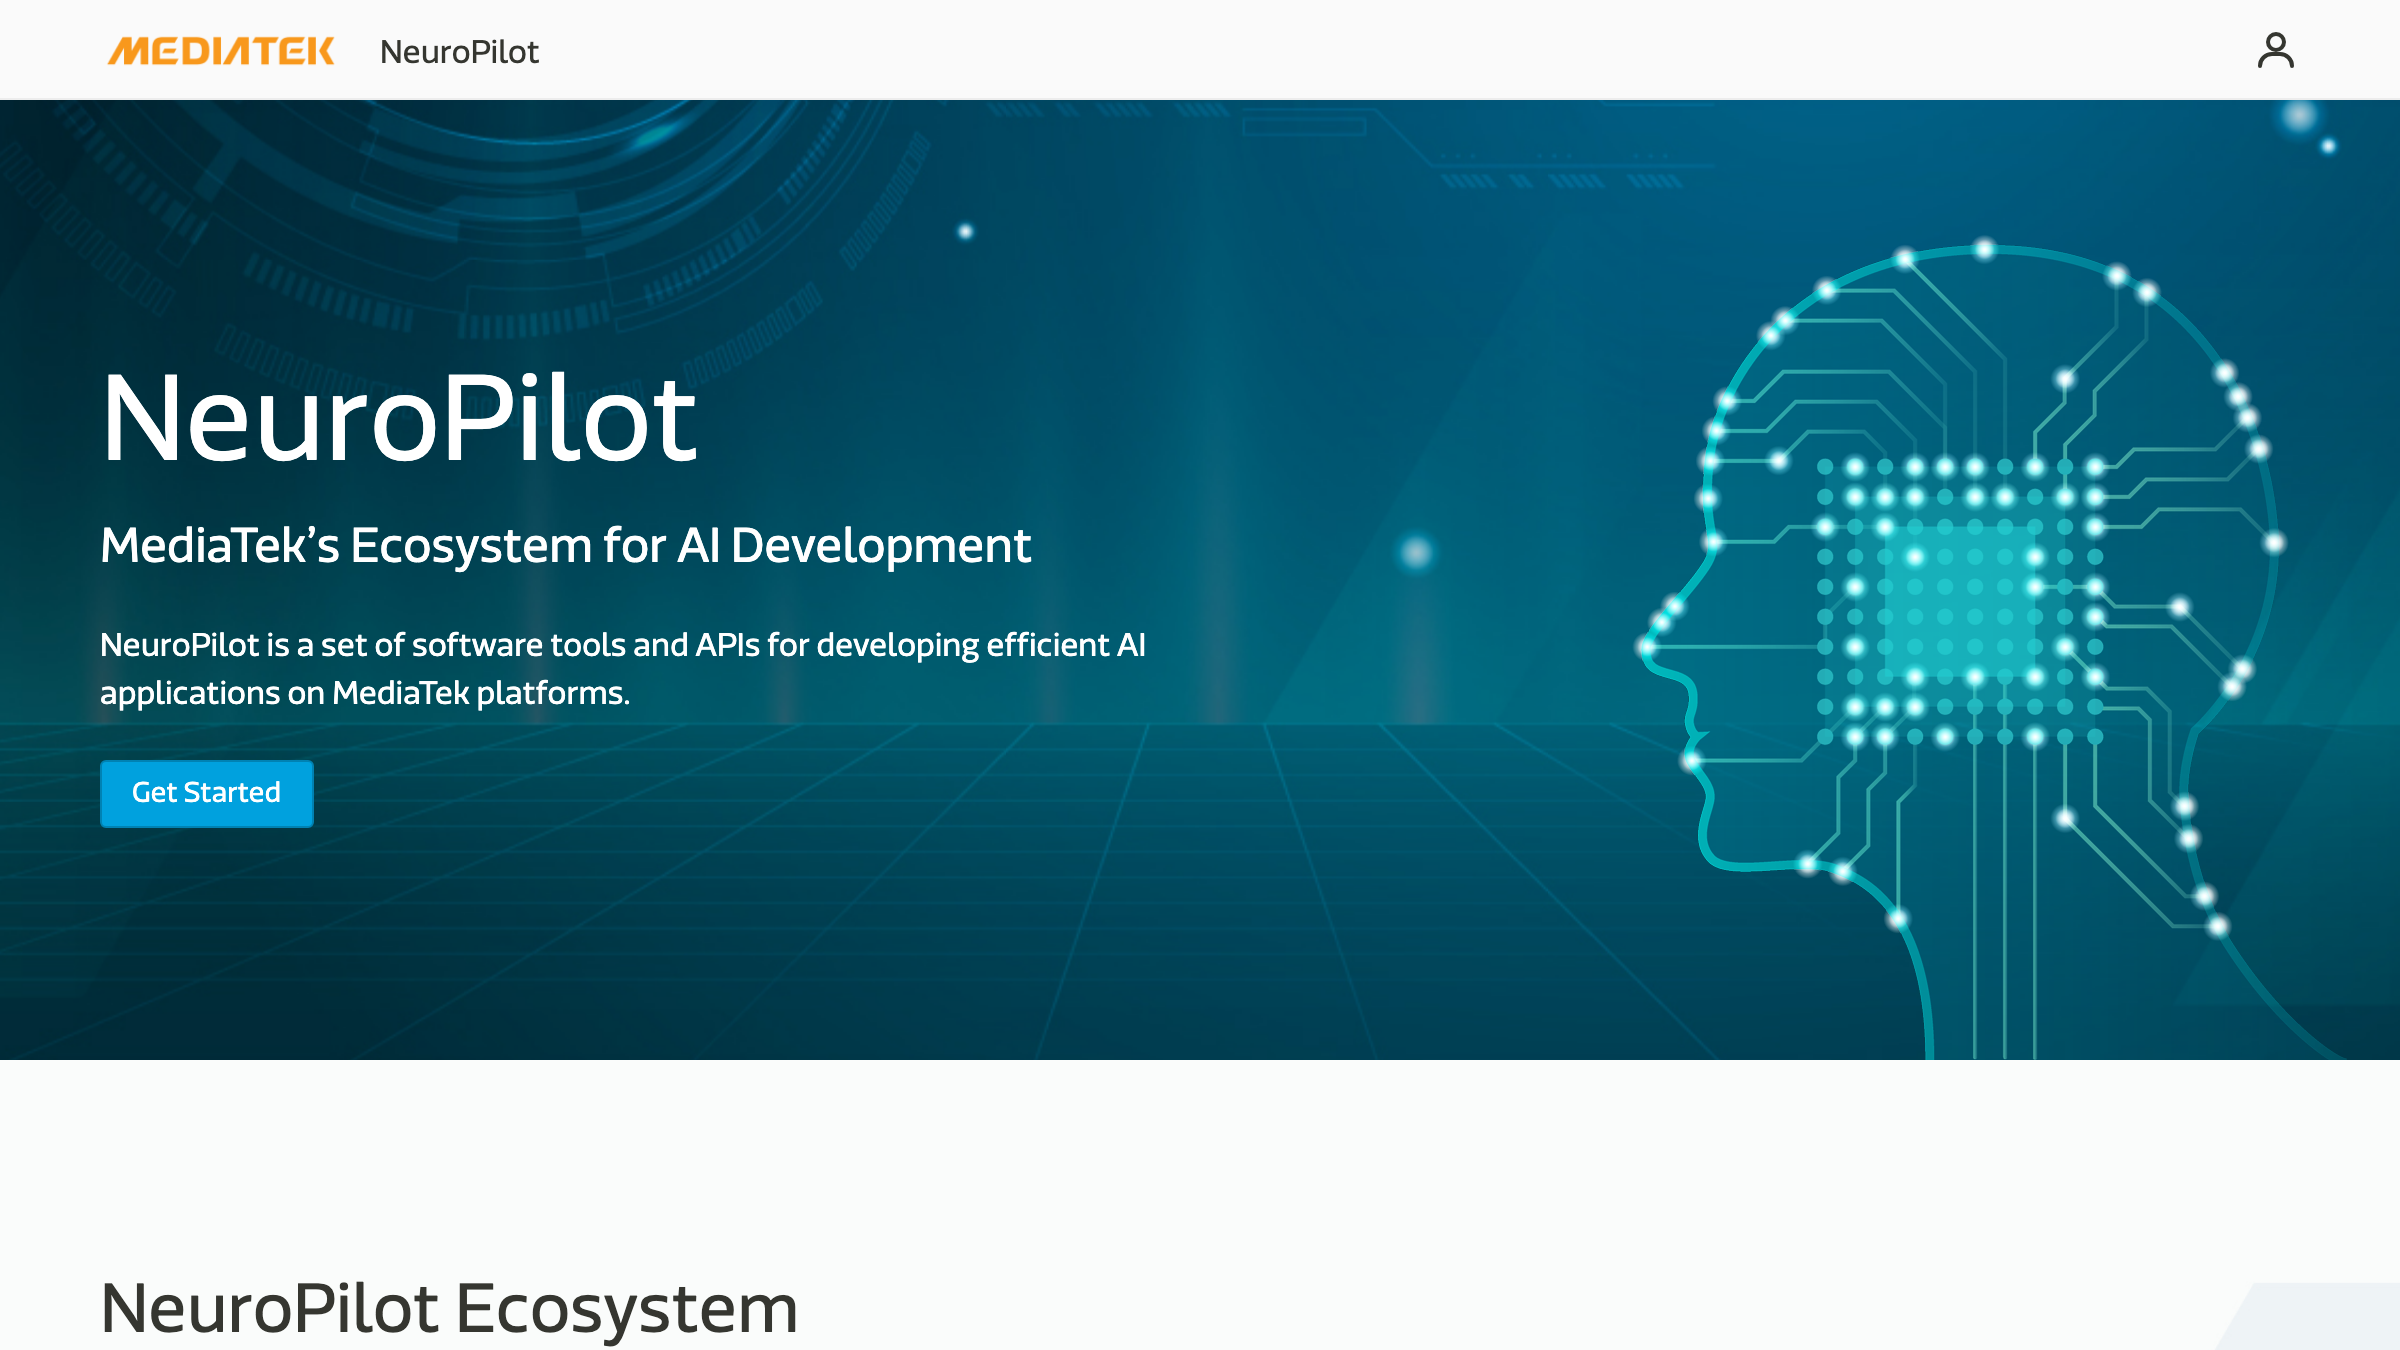 MEDIATEK NeuroPilot
NeuroPilot
MediaTek’s Ecosystem for AI Development
NeuroPilot is a set of software tools and APIs for developing efficient AI
applications on MediaTek platforms.
Get Started
NeuroPilot Ecosystem